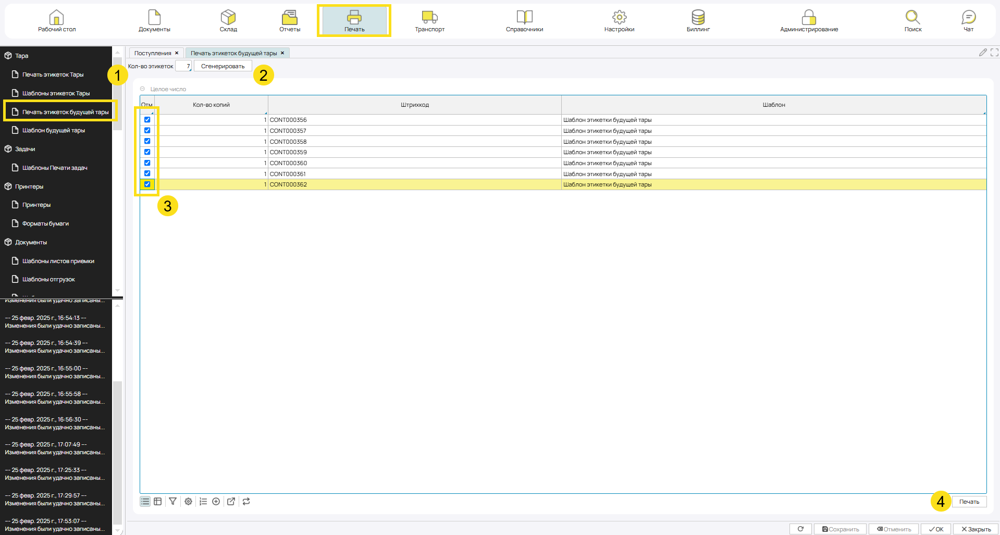 Рабочий стол
Документы
Склад
Отчеты
Печать
Транспорт
Справочники
Настройки
Биллинг
Администрирование
Поиск
Чат
Тара
Печать этикеток Тары
Шаблоны этикеток Тары
Печать этикеток будущей тары
Шаблон будущей тары
Задачи
Шаблоны Печати задач
Принтеры
Принтеры
Форматы бумаги
Документы
Шаблоны листов приемки
Шаблоны отгрузок
1
Поступления ×
Печать этикеток будущей тары ×
Кол-во этикеток 7 Сгенерировать
2
Целое число
Отм Кол-во копий Штрихкод Шаблон
1 CONT000356 Шаблон этикетки будущей тары
1 CONT000357 Шаблон этикетки будущей тары
1 CONT000358 Шаблон этикетки будущей тары
1 CONT000359 Шаблон этикетки будущей тары
1 CONT000360 Шаблон этикетки будущей тары
1 CONT000361 Шаблон этикетки будущей тары
1 CONT000362 Шаблон этикетки будущей тары
3
Изменения были удачно записаны...
--- 25 февр. 2025 г., 16:54:13 ---
Изменения были удачно записаны...
--- 25 февр. 2025 г., 16:54:39 ---
Изменения были удачно записаны...
--- 25 февр. 2025 г., 16:55:00 ---
Изменения были удачно записаны...
--- 25 февр. 2025 г., 16:55:58 ---
Изменения были удачно записаны...
--- 25 февр. 2025 г., 16:56:30 ---
Изменения были удачно записаны...
--- 25 февр. 2025 г., 17:07:49 ---
Изменения были удачно записаны...
--- 25 февр. 2025 г., 17:25:33 ---
Изменения были удачно записаны...
--- 25 февр. 2025 г., 17:29:57 ---
Изменения были удачно записаны...
--- 25 февр. 2025 г., 17:53:07 ---
Изменения были удачно записаны...
4
Печать
Сохранить
Отменить
OK
Закрыть